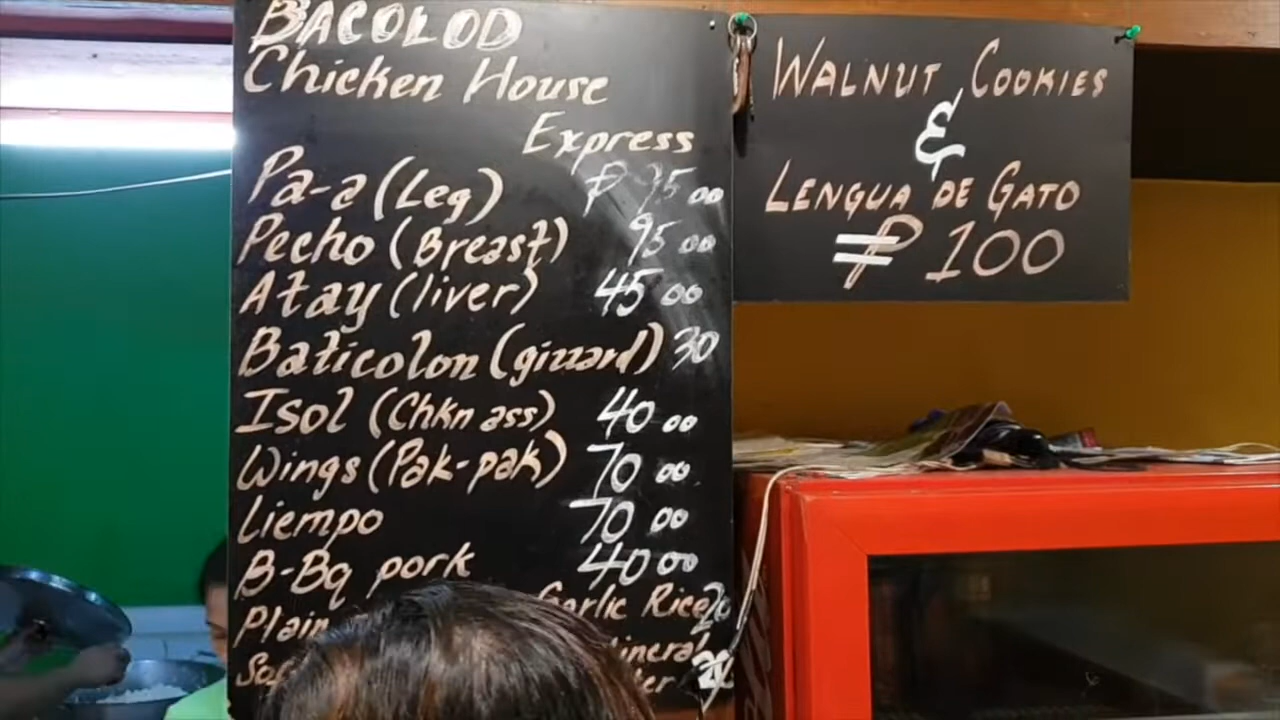 BACOLOD
Chicken House
Express
Pa-a (Leg) ₱ 95 00
Pecho (Breast) 95 00
Atay (liver) 45 00
Baticolon (gizzard) 30
Isol (Chkn ass) 40 00
Wings (Pak-pak) 70 00
Liempo 70 00
B-Bq pork 40 00
Plain Garlic Rice 20
WALNUT COOKIES
&
LENGUA DE GATO
₱ 100